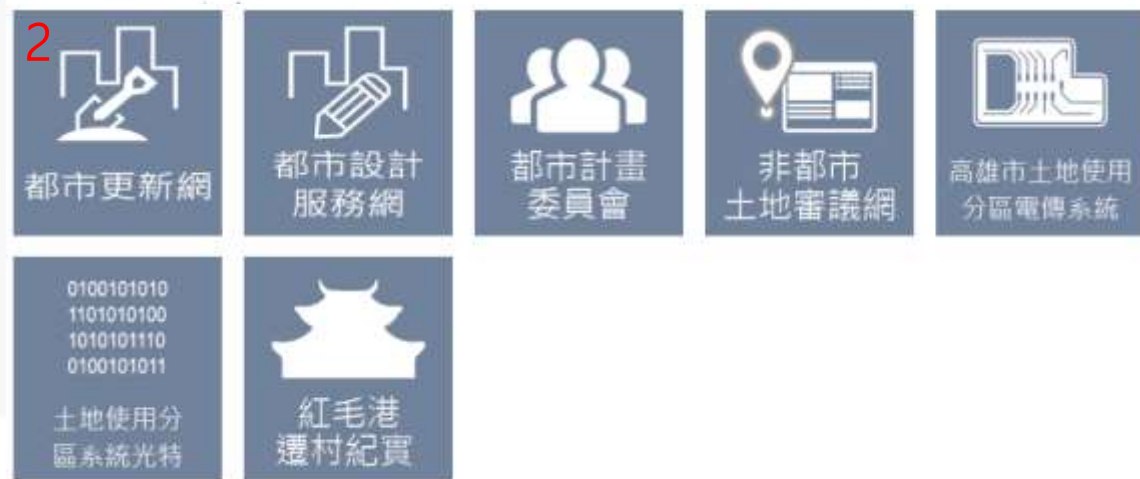 2
都市更新網
都市設計
服務網
都市計畫
委員會
非都市
土地審議網
高雄市土地使用
分區電傳系統
0100101010
1101010100
1010101110
0100101011
土地使用分
區系統光特
紅毛港
遷村紀實